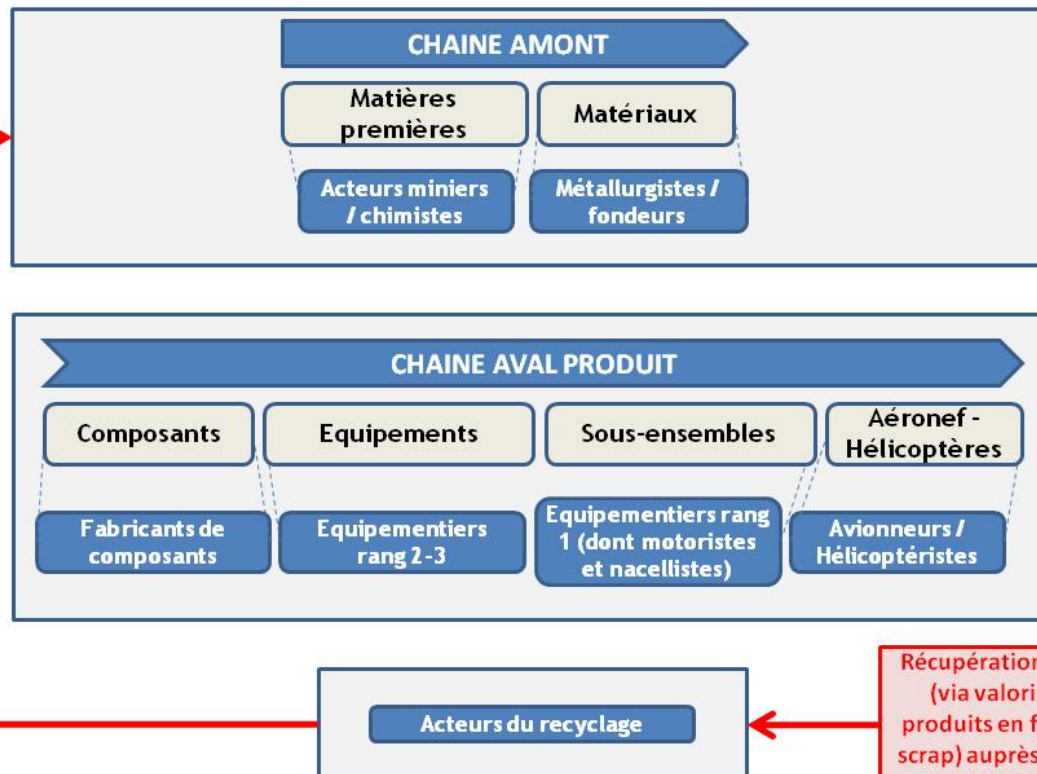 CHAINE AMONT
Matières
premières
Matériaux
Acteurs miniers
/ chimistes
Métallurgistes /
fondeurs
CHAINE AVAL PRODUIT
Composants
Equipements
Sous-ensembles
Aéronef -
Hélicoptères
Fabricants de
composants
Equipementiers
rang 2-3
Equipementiers rang
1 (dont motoristes
et nacellistes)
Avionneurs /
Hélicoptéristes
Acteurs du recyclage
Récupération
(via valoris
produits en f
scrap) auprès